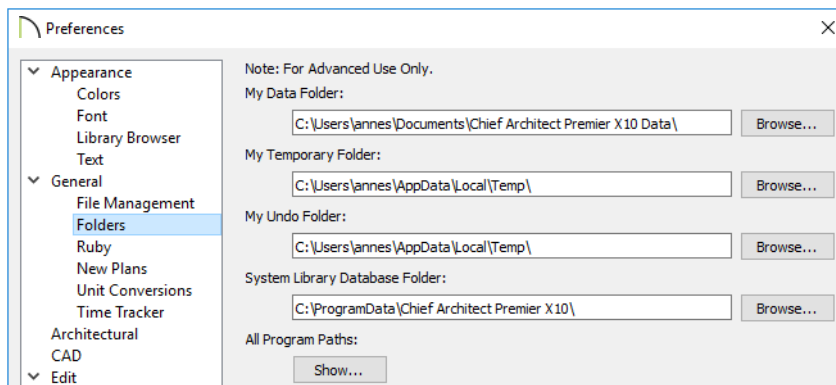 Preferences
Appearance
Colors
Font
Library Browser
Text
General
File Management
Folders
Ruby
New Plans
Unit Conversions
Time Tracker
Architectural
CAD
Edit
Note: For Advanced Use Only.
My Data Folder:
C:\Users\annes\Documents\Chief Architect Premier X10 Data\ Browse...
My Temporary Folder:
C:\Users\annes\AppData\Local\Temp\ Browse...
My Undo Folder:
C:\Users\annes\AppData\Local\Temp\ Browse...
System Library Database Folder:
C:\ProgramData\Chief Architect Premier X10\ Browse...
All Program Paths:
Show...